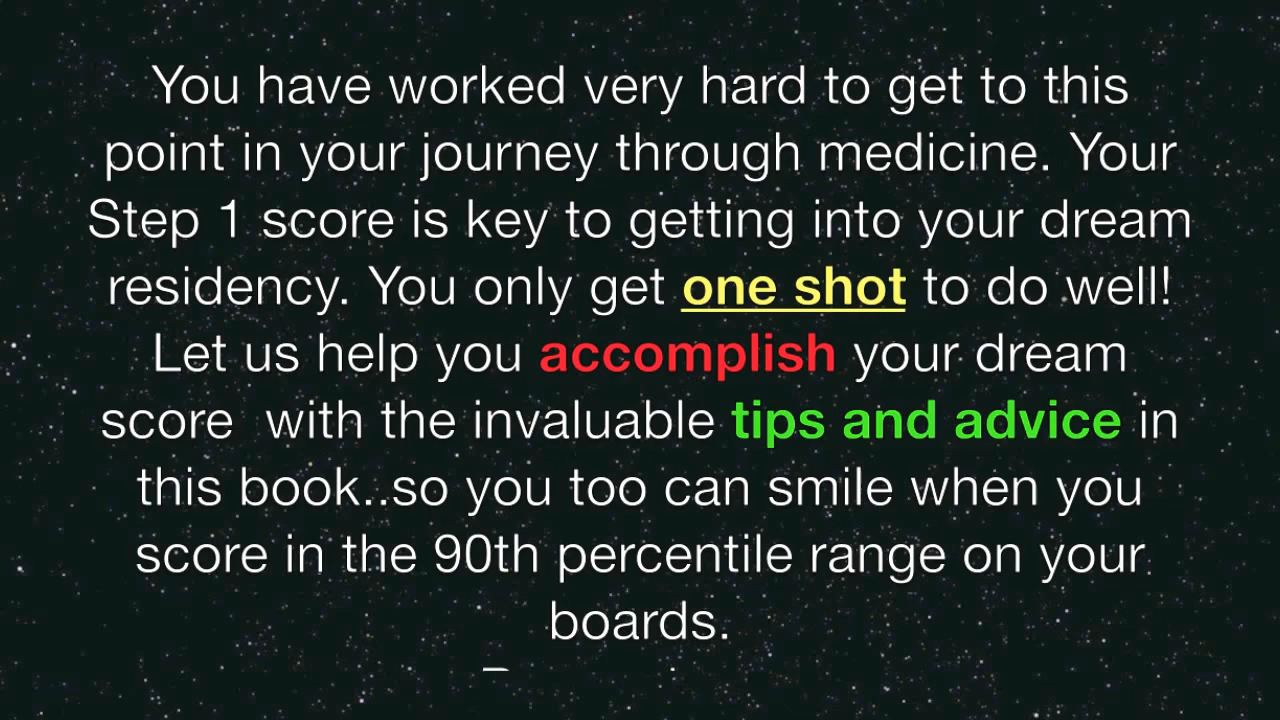 You have worked very hard to get to this
point in your journey through medicine. Your
Step 1 score is key to getting into your dream
residency. You only get one shot to do well!
Let us help you accomplish your dream
score  with the invaluable tips and advice in
this book..so you too can smile when you
score in the 90th percentile range on your
boards.